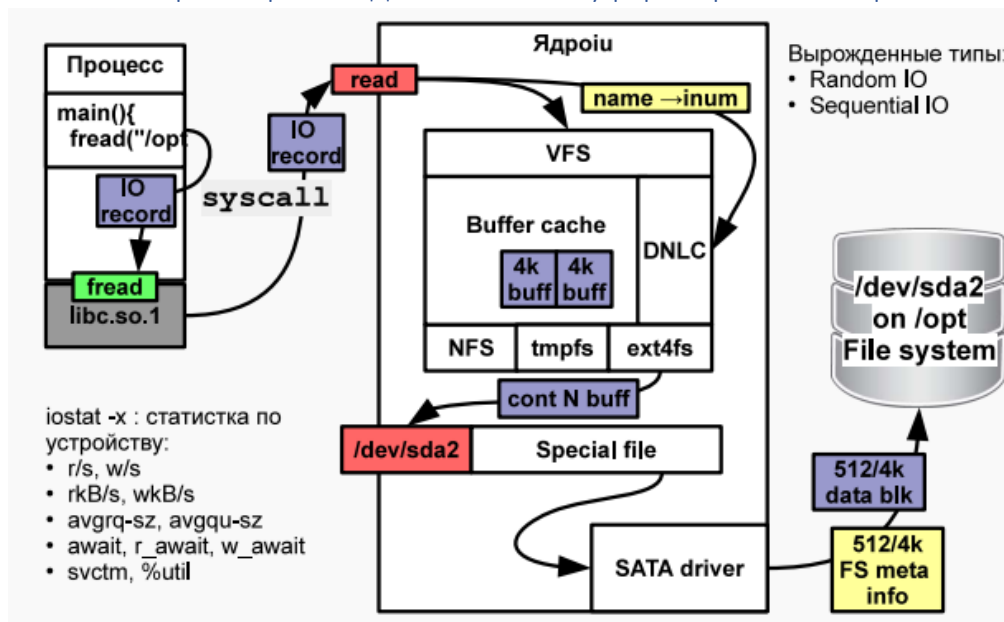 Процесс
main(){
fread("/opt
IO
record
fread
libc.so.1
syscall
IO
record
Ядроiu
read
name →inum
VFS
Buffer cache
4k
buff
4k
buff
DNLC
NFS
tmpfs
ext4fs
cont N buff
/dev/sda2
Special file
SATA driver
Вырожденные типы:
• Random IO
• Sequential IO
/dev/sda2
on /opt
File system
512/4k
data blk
512/4k
FS meta
info
iostat -x : статистка по
устройству:
• r/s, w/s
• rkB/s, wkB/s
• avgrq-sz, avgqu-sz
• await, r_await, w_await
• svctm, %util